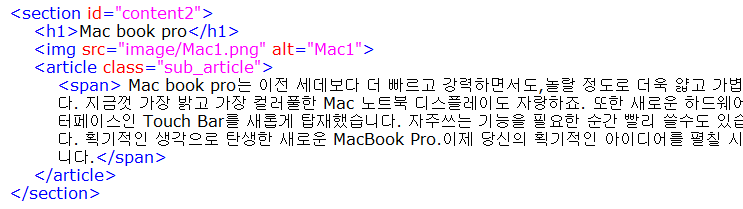 <section id="content2">
<h1>Mac book pro</h1>
<img src="image/Mac1.png" alt="Mac1">
<article class="sub_article">
<span> Mac book pro는 이전 세데보다 더 빠르고 강력하면서도,놀랄 정도로 더욱 얇고 가볍
다. 지금껏 가장 밝고 가장 컬러풀한 Mac 노트북 디스플레이도 자랑하죠. 또한 새로운 하드웨어
터페이스인 Touch Bar를 새롭게 탑재했습니다. 자주쓰는 기능을 필요한 순간 빨리 쓸수도 있습
다. 획기적인 생각으로 탄생한 새로운 MacBook Pro.이제 당신의 획기적인 아이디어를 펼칠 시
니다.</span>
</article>
</section>